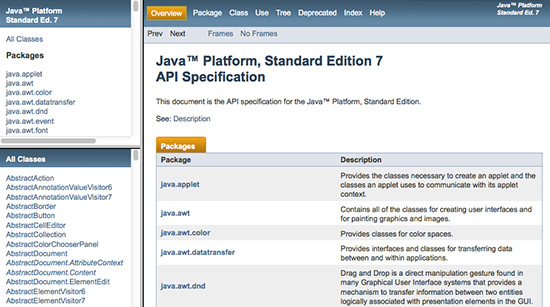 Java™ Platform
Standard Ed. 7
All Classes
Packages
java.applet
java.awt
java.awt.color
java.awt.datatransfer
java.awt.dnd
java.awt.event
java.awt.font
All Classes
AbstractAction
AbstractAnnotationValueVisitor6
AbstractAnnotationValueVisitor7
AbstractBorder
AbstractButton
AbstractCellEditor
AbstractCollection
AbstractColorChooserPanel
AbstractDocument
AbstractDocument.AttributeContext
AbstractDocument.Content
AbstractDocument.ElementEdit
AbstractElementVisitor6
AbstractElementVisitor7
Overview Package Class Use Tree Deprecated Index Help
Java™ Platform
Standard Ed. 7
Prev Next Frames No Frames
Java™ Platform, Standard Edition 7
API Specification
This document is the API specification for the Java™ Platform, Standard Edition.
See: Description
Packages
Package Description
java.applet
Provides the classes necessary to create an applet and the
classes an applet uses to communicate with its applet
context.
java.awt
Contains all of the classes for creating user interfaces and
for painting graphics and images.
java.awt.color
Provides classes for color spaces.
java.awt.datatransfer
Provides interfaces and classes for transferring data
between and within applications.
java.awt.dnd
Drag and Drop is a direct manipulation gesture found in
many Graphical User Interface systems that provides a
mechanism to transfer information between two entities
logically associated with presentation elements in the GUI.